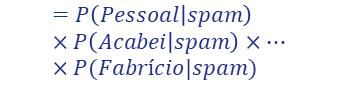 = P(Pessoal|spam)
× P(Acabei|spam) × ⋯
× P(Fabrício|spam)